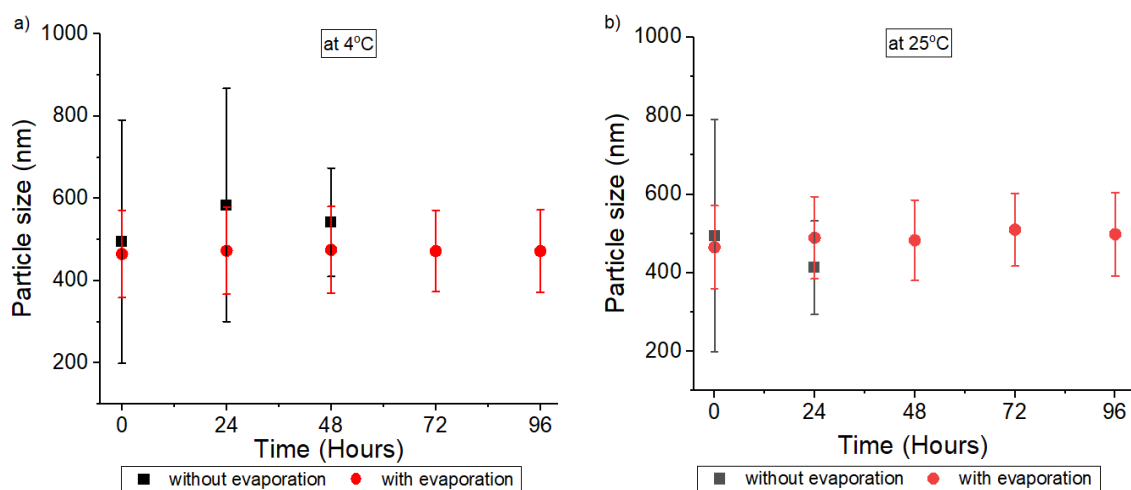 a)
at 4°C
1000
800
600
400
200
Particle size (nm)
0 24 48 72 96
Time (Hours)
without evaporation with evaporation
b)
at 25°C
1000
800
600
400
200
Particle size (nm)
0 24 48 72 96
Time (Hours)
without evaporation with evaporation